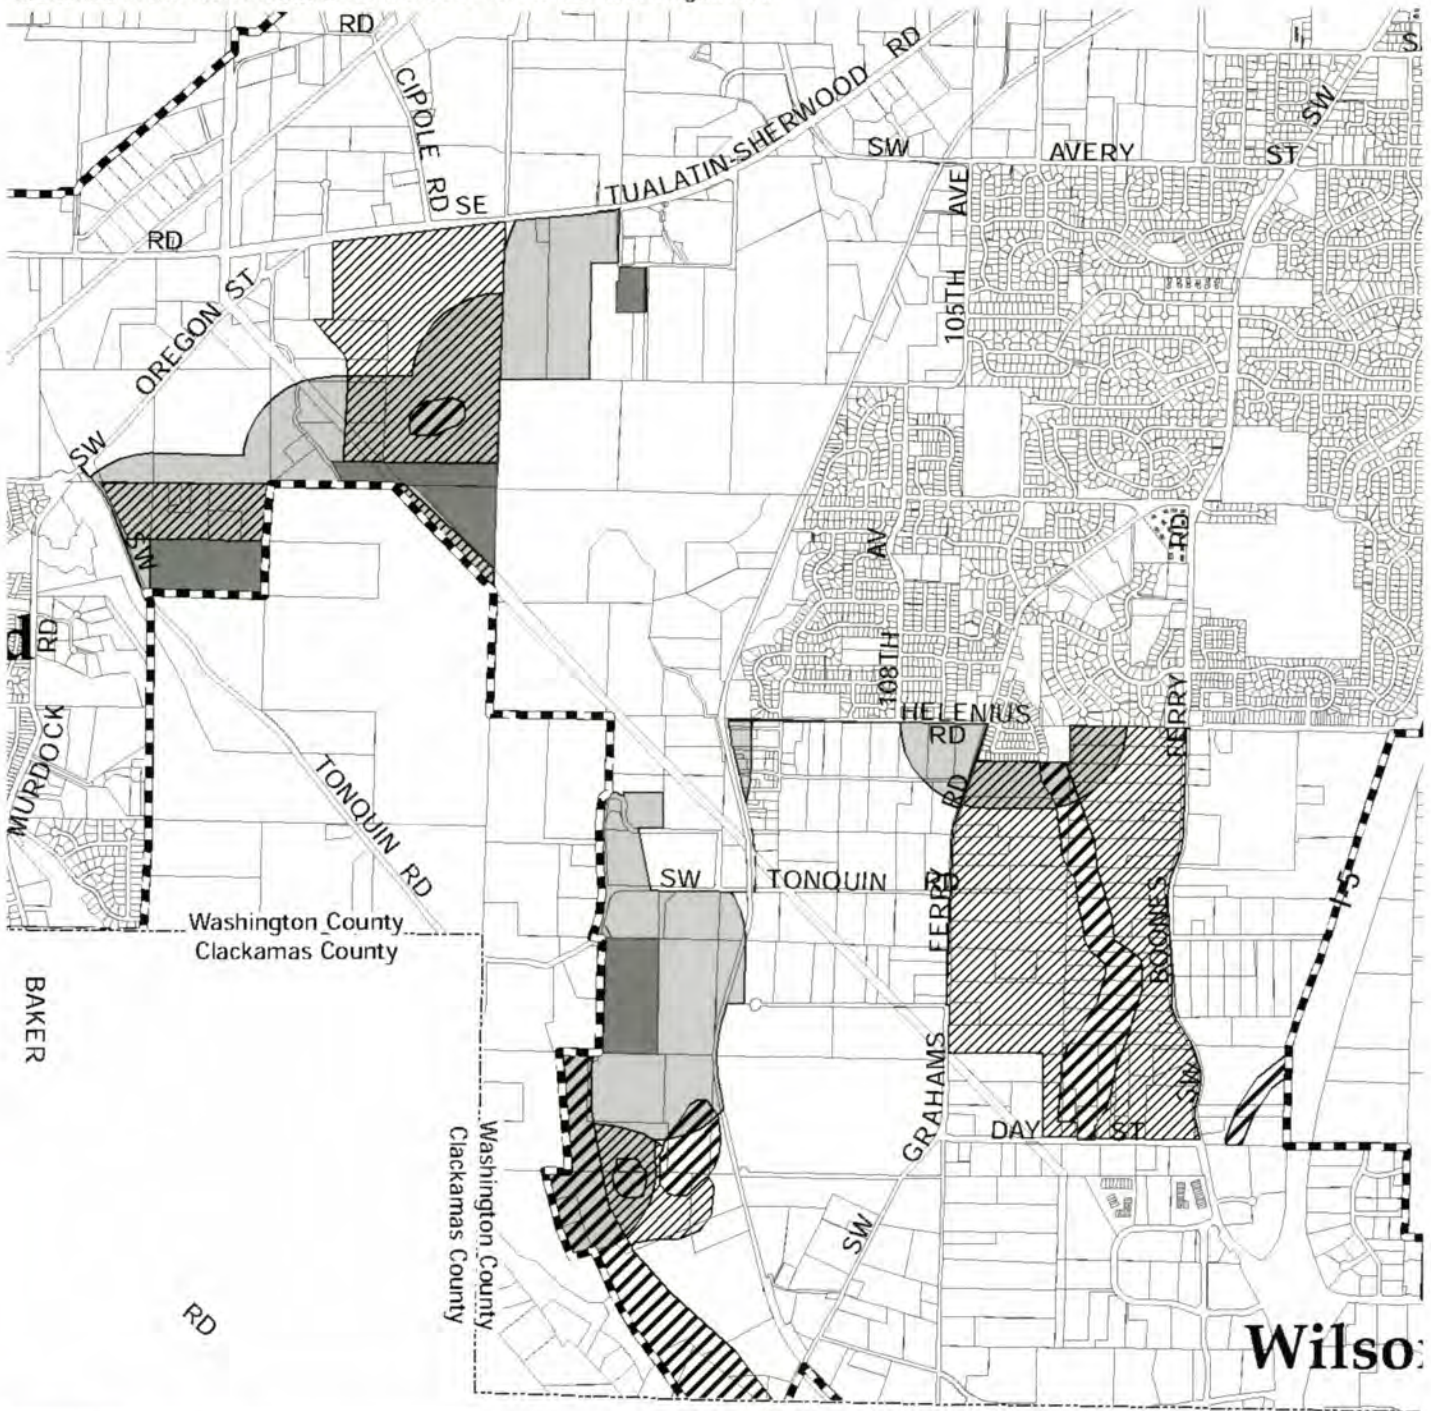 RD
CIPOLE RD
SE
TUALATIN-SHERWOOD RD
SW AVERY ST
SW
S
RD
SW OREGON ST
105TH AVE
SW
d
RD
MURDOCK
TONQUIN RD
108TH AV
RD
FERRY
HELENIUS
RD
RD
SW TONQUIN RD
FERRY
GRAHAMS
BOONES
SW
I-5
Washington County
Clackamas County
BAKER
Washington County
Clackamas County
DAY ST
SW
RD
Wilso